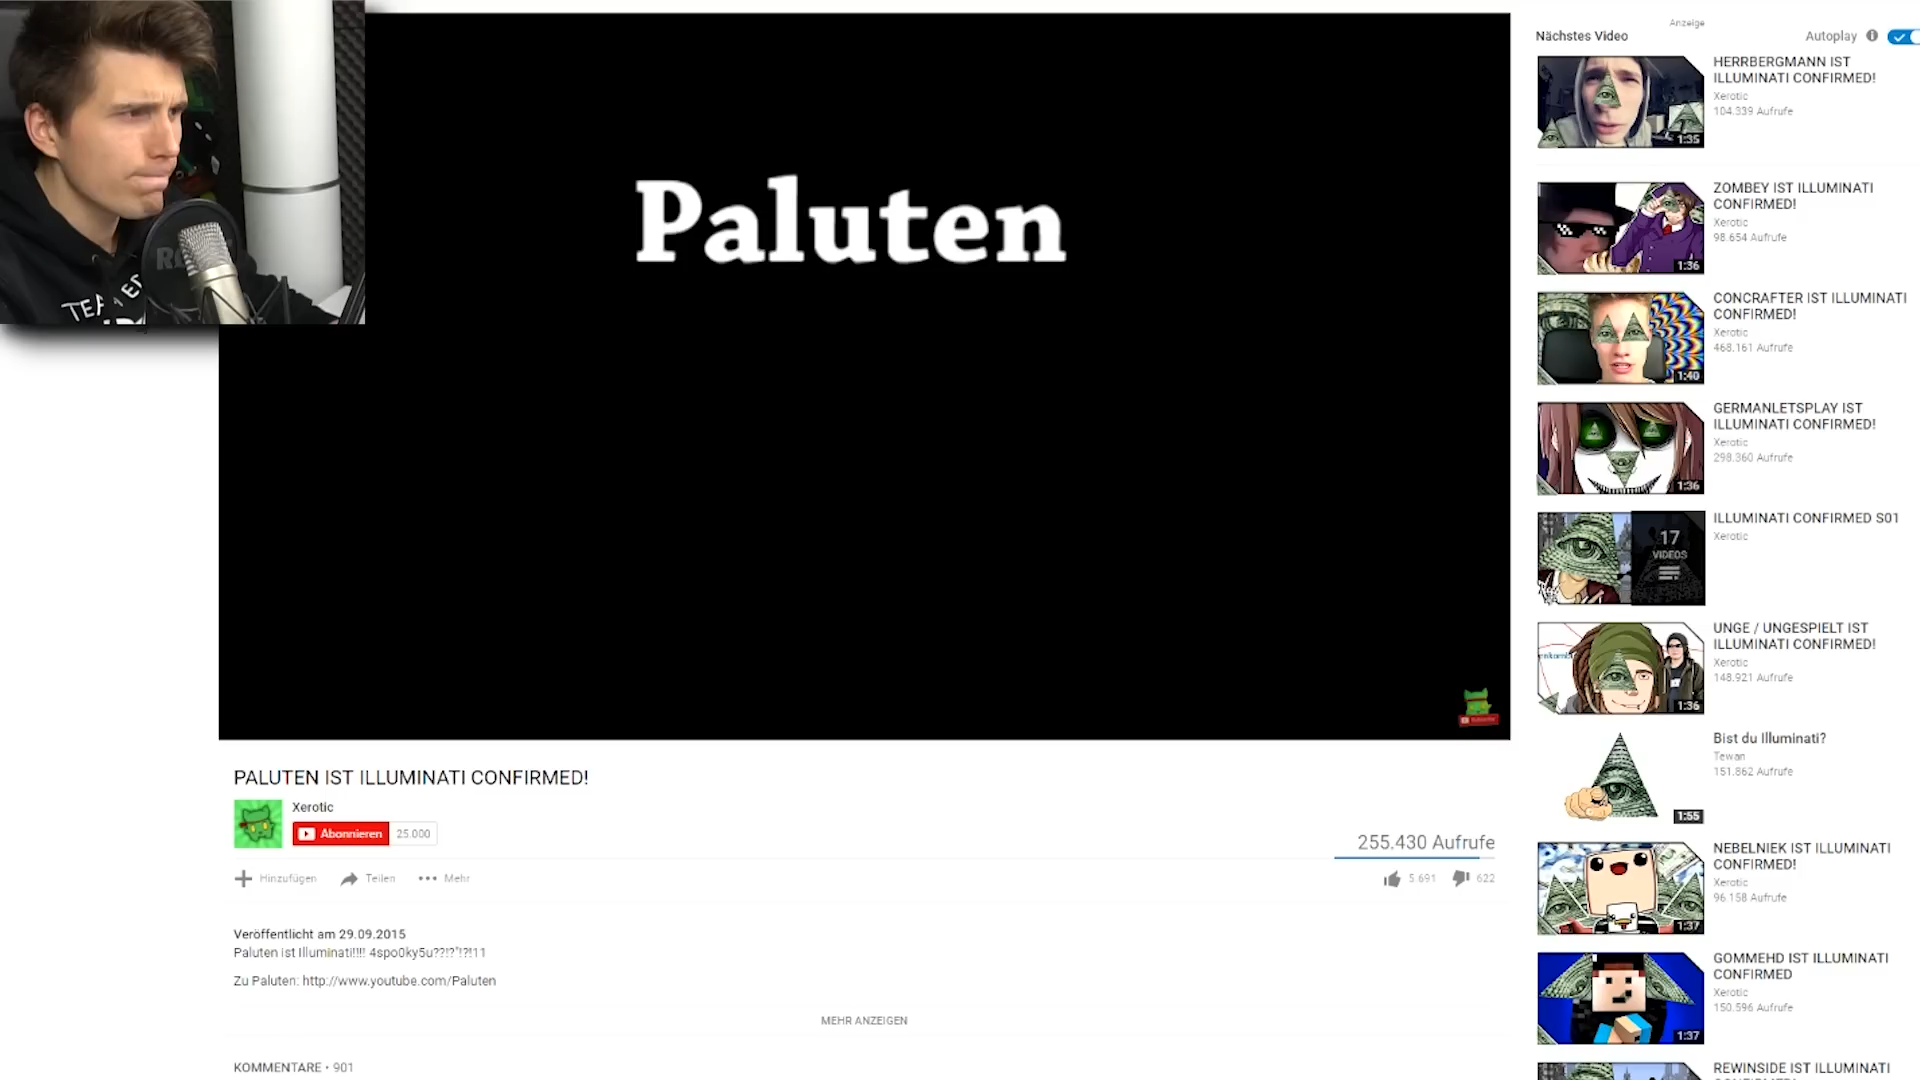 Paluten
PALUTEN IST ILLUMINATI CONFIRMED!
Xerotic
Abonnieren 25.000
255.430 Aufrufe
Hinzufügen Teilen Mehr
5.691 622
Veröffentlicht am 29.09.2015
Paluten ist Illuminati!!!! 4spo0ky5u??!?"!?!11
Zu Paluten: http://www.youtube.com/Paluten
MEHR ANZEIGEN
KOMMENTARE • 901
Anzeige
Nächstes Video Autoplay
HERRBERGMANN IST
ILLUMINATI CONFIRMED!
Xerotic
104.339 Aufrufe
1:35
ZOMBEY IST ILLUMINATI
CONFIRMED!
Xerotic
98.654 Aufrufe
1:36
CONCRAFTER IST ILLUMINATI
CONFIRMED!
Xerotic
468.161 Aufrufe
1:40
GERMANLETSPLAY IST
ILLUMINATI CONFIRMED!
Xerotic
298.360 Aufrufe
1:36
ILLUMINATI CONFIRMED S01
Xerotic
17
VIDEOS
UNGE / UNGESPIELT IST
ILLUMINATI CONFIRMED!
Xerotic
148.921 Aufrufe
1:36
Bist du Illuminati?
Tewan
151.862 Aufrufe
1:55
NEBELNIEK IST ILLUMINATI
CONFIRMED!
Xerotic
96.158 Aufrufe
1:37
GOMMEHD IST ILLUMINATI
CONFIRMED
Xerotic
150.596 Aufrufe
1:37
REWINSIDE IST ILLUMINATI